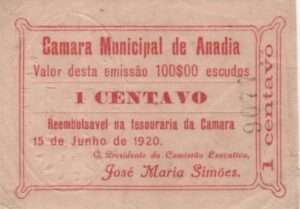 Camara Municipal de Anadia
Valor desta emissão 100$00 escudos
1 CENTAVO
Reembolsavel na tesouraria da Camara
15 de Junho de 1920.
O Presidente da Comissão Executiva,
José Maria Simões.
1 centavo